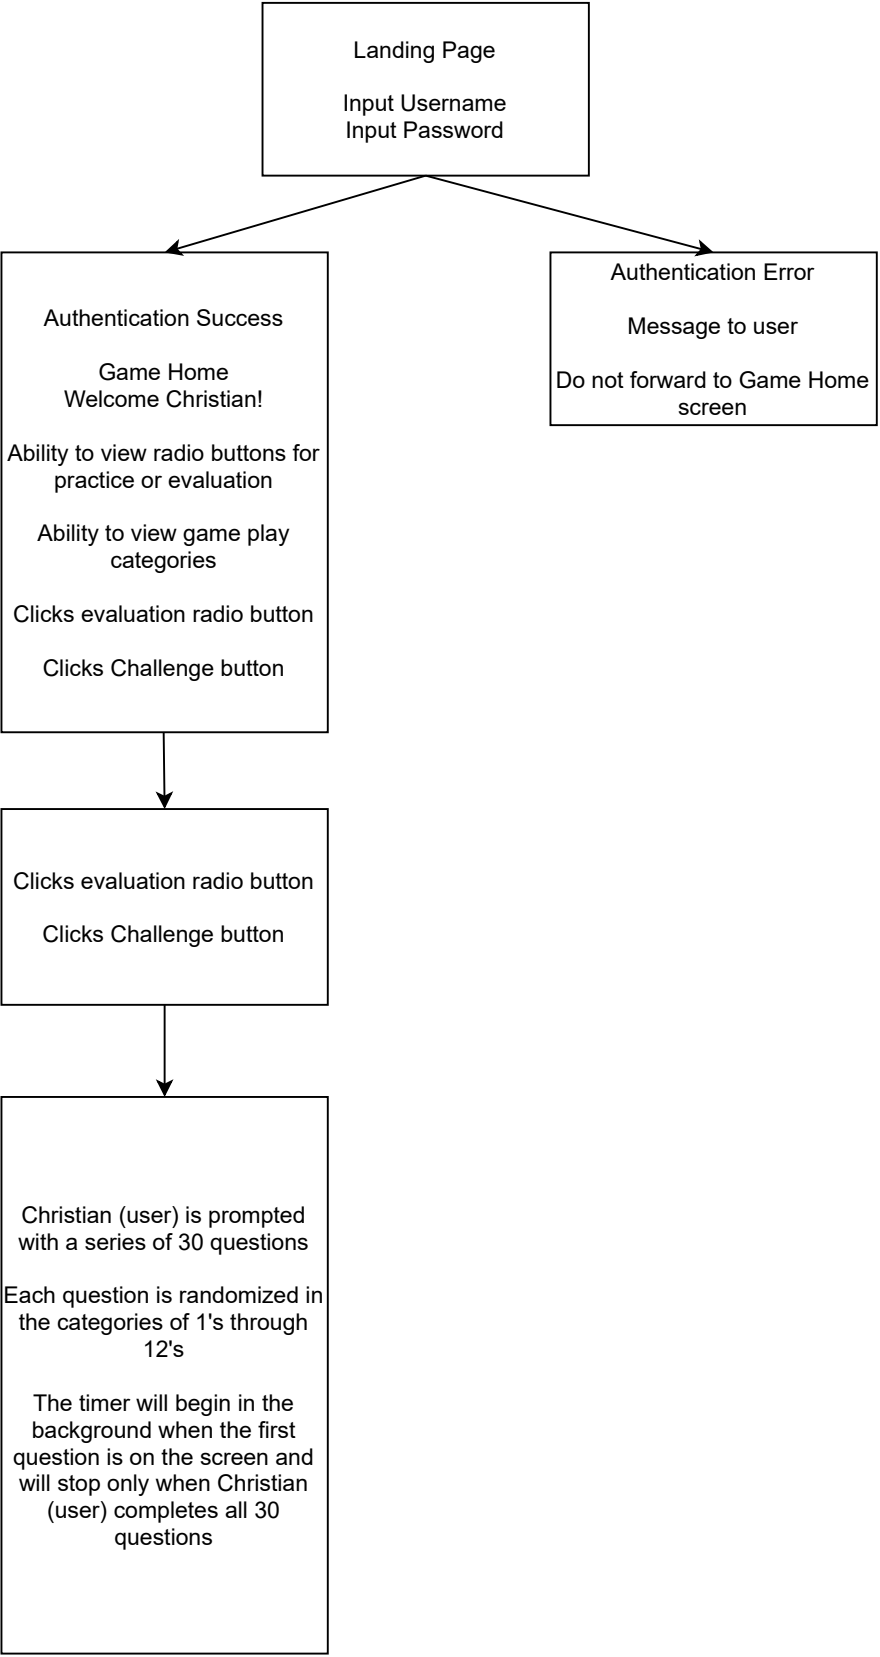 Landing Page
Input Username
Input Password
Authentication Success
Game Home
Welcome Christian!
Ability to view radio buttons for
practice or evaluation
Ability to view game play
categories
Clicks evaluation radio button
Clicks Challenge button
Authentication Error
Message to user
Do not forward to Game Home
screen
Clicks evaluation radio button
Clicks Challenge button
Christian (user) is prompted
with a series of 30 questions
Each question is randomized in
the categories of 1's through
12's
The timer will begin in the
background when the first
question is on the screen and
will stop only when Christian
(user) completes all 30
questions